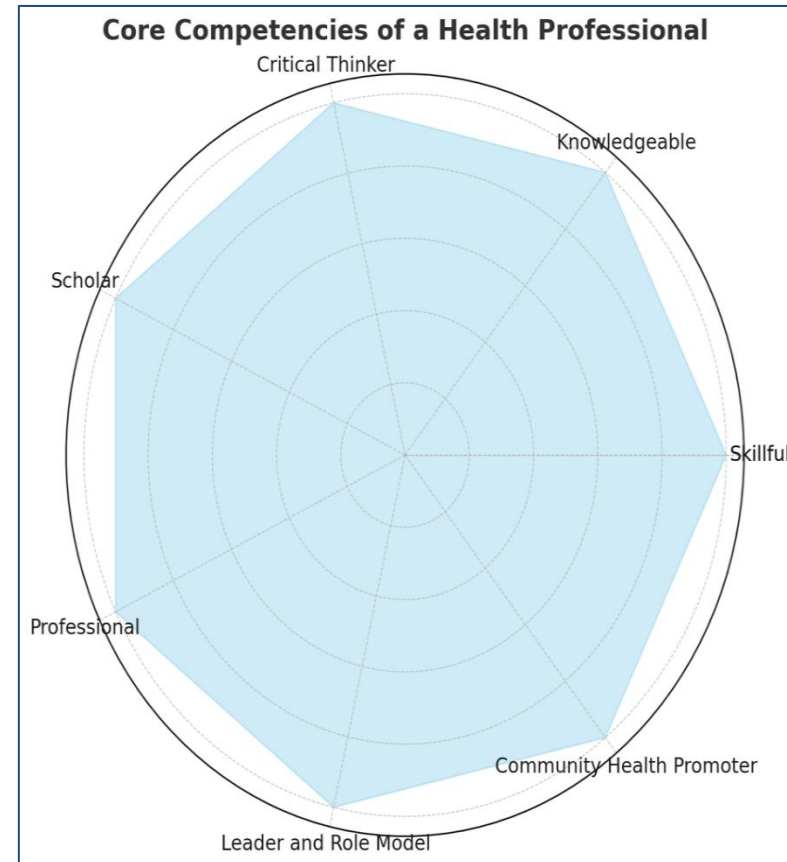 Core Competencies of a Health Professional
Critical Thinker
Knowledgeable
Scholar
Skillful
Professional
Community Health Promoter
Leader and Role Model